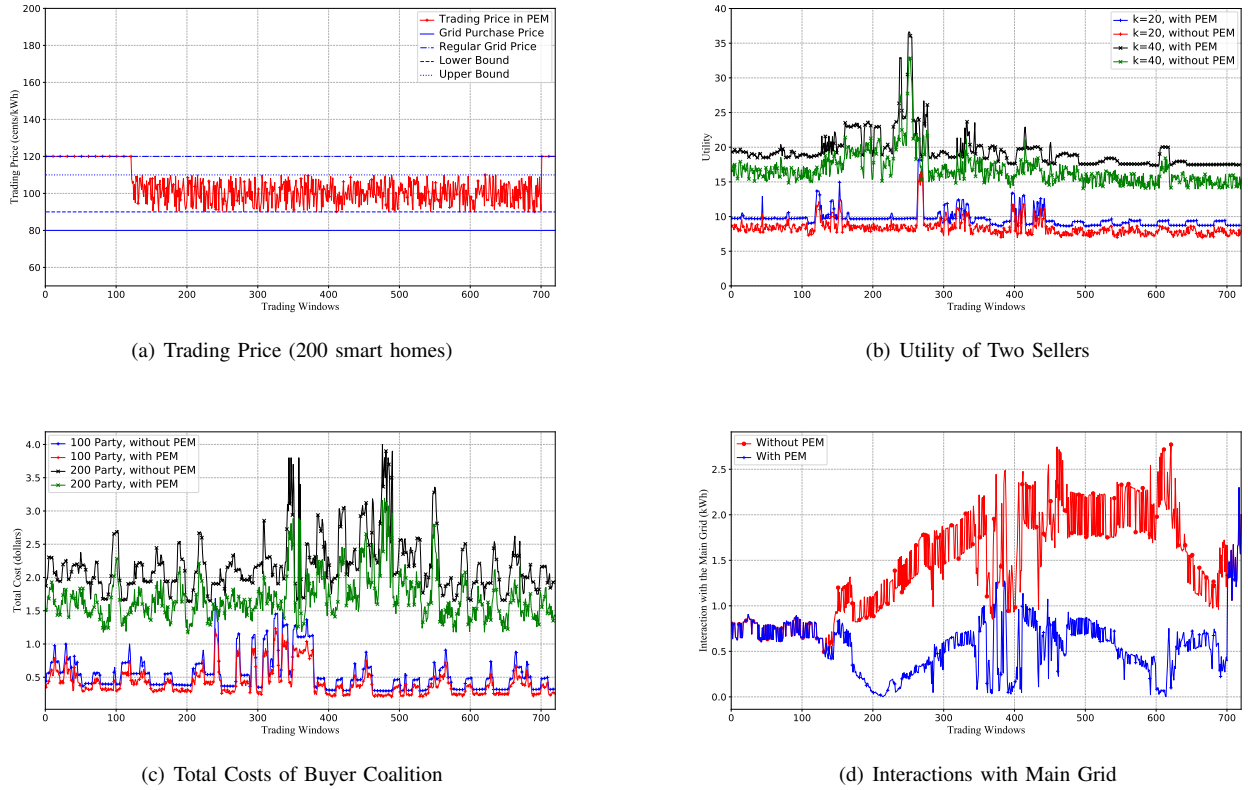 200
180
160
140
120
100
80
60
Trading Price (cents/kWh)
Trading Price in PEM
Grid Purchase Price
Regular Grid Price
Lower Bound
Upper Bound
0 100 200 300 400 500 600 700
Trading Windows
(a) Trading Price (200 smart homes)
40
35
30
25
20
15
10
5
0
Utility
k=20, with PEM
k=20, without PEM
k=40, with PEM
k=40, without PEM
0 100 200 300 400 500 600 700
Trading Windows
(b) Utility of Two Sellers
4.0
3.5
3.0
2.5
2.0
1.5
1.0
0.5
Total Cost (dollars)
100 Party, without PEM
100 Party, with PEM
200 Party, without PEM
200 Party, with PEM
0 100 200 300 400 500 600 700
Trading Windows
(c) Total Costs of Buyer Coalition
2.5
2.0
1.5
1.0
0.5
0.0
Interaction with the Main Grid (kWh)
Without PEM
With PEM
0 100 200 300 400 500 600 700
Trading Windows
(d) Interactions with Main Grid